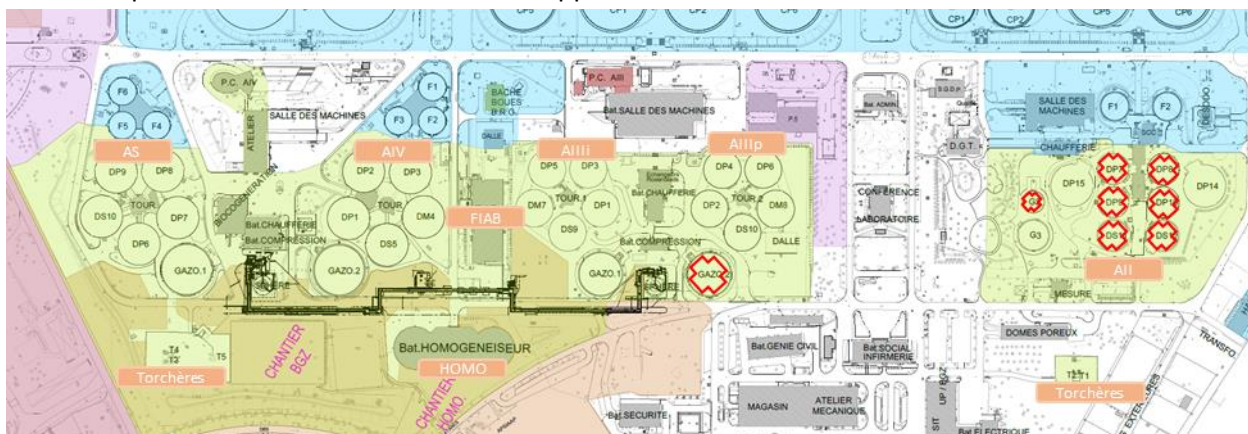 CP5
CP6
CP1
CP2
CP5
CP6
P.C. AIV
P.C. AIII
F6
F5
F4
F1
F3
F2
ATELIER
SALLE DES MACHINES
BACHE
BOUES
B.R.G.
DALLE
Bat.SALLE DES MACHINES
Bat. ADMIN
S.G.D.P.
D.G.T.
SALLE DES
MACHINES
CHAUFFERIE
F1
F2
AS
AIV
AIIIi
AIIIp
DP9
DP8
DS10
TOUR
DP7
DP6
GAZO.1
Bat.CHAUFFERIE
Bat.COMPRESSION
DP2
DP3
DP1
TOUR
DM4
DS5
GAZO.2
FIAB
DP5
DP3
DM7
TOUR.1
DP1
DS9
GAZO.1
Bat.CHAUFFERIE
Bat.COMPRESSION
DP4
DP6
DP2
TOUR.2
DM8
DS10
DALLE
CONFERENCE
LABORATOIRE
DP15
G3
DP14
AII
MESURE
T4
T5
Torchères
CHANTIER
BGZ
Bat.HOMOGENEISEUR
HOMO
CHANTIER
HOMO.
Bat.GENIE CIVIL
Bat.SOCIAL
INFIRMERIE
DOMES POREUX
TRANSFO
Torchères
Bat.SECURITE
MAGASIN
ATELIER
MECANIQUE
SIT
UP / BGZ
Bat.ELECTRIQUE